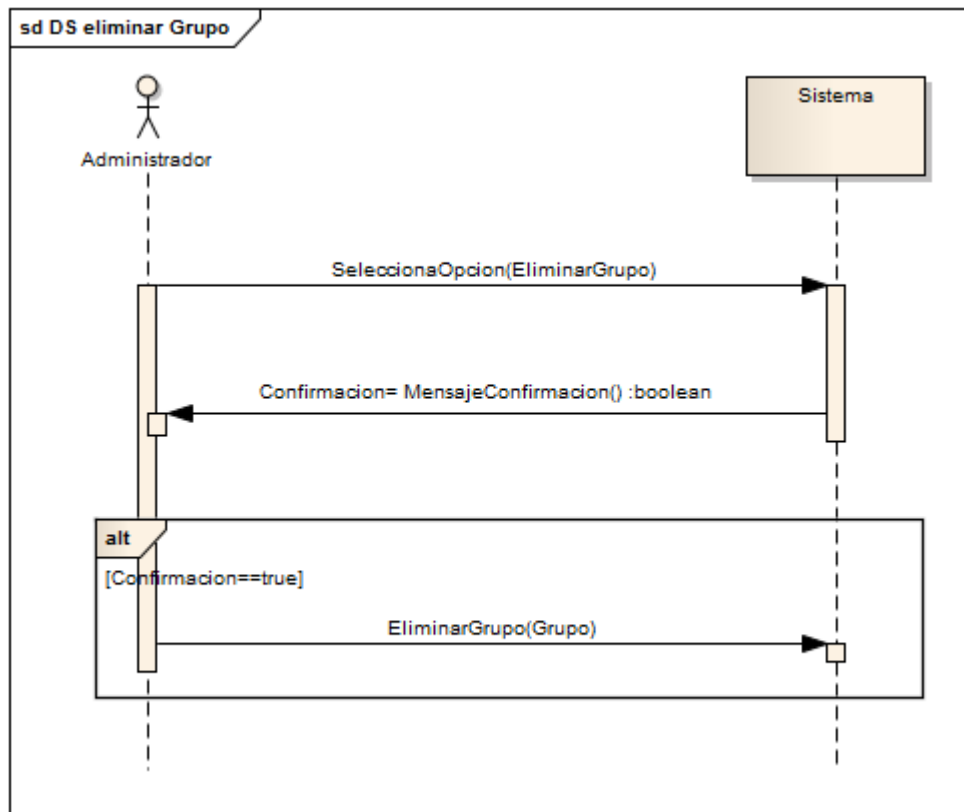 sd DS eliminar Grupo
Administrador
Sistema
SeleccionaOpcion(EliminarGrupo)
Confirmacion= MensajeConfirmacion() :boolean
alt
[Confirmacion==true]
EliminarGrupo(Grupo)